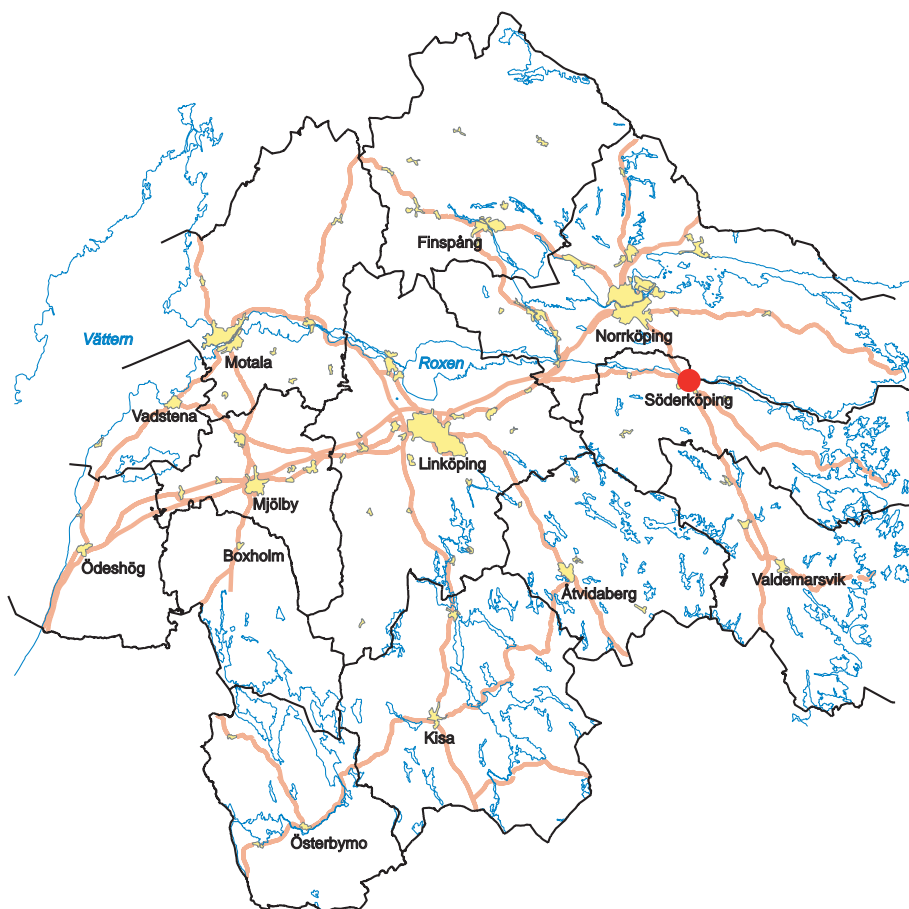 Finspång
Norrköping
Vättern
Motala
Roxen
Söderköping
Vadstena
Linköping
Mjölby
Boxholm
Ödeshög
Valdemarsvik
Åtvidaberg
Kisa
Österbymo